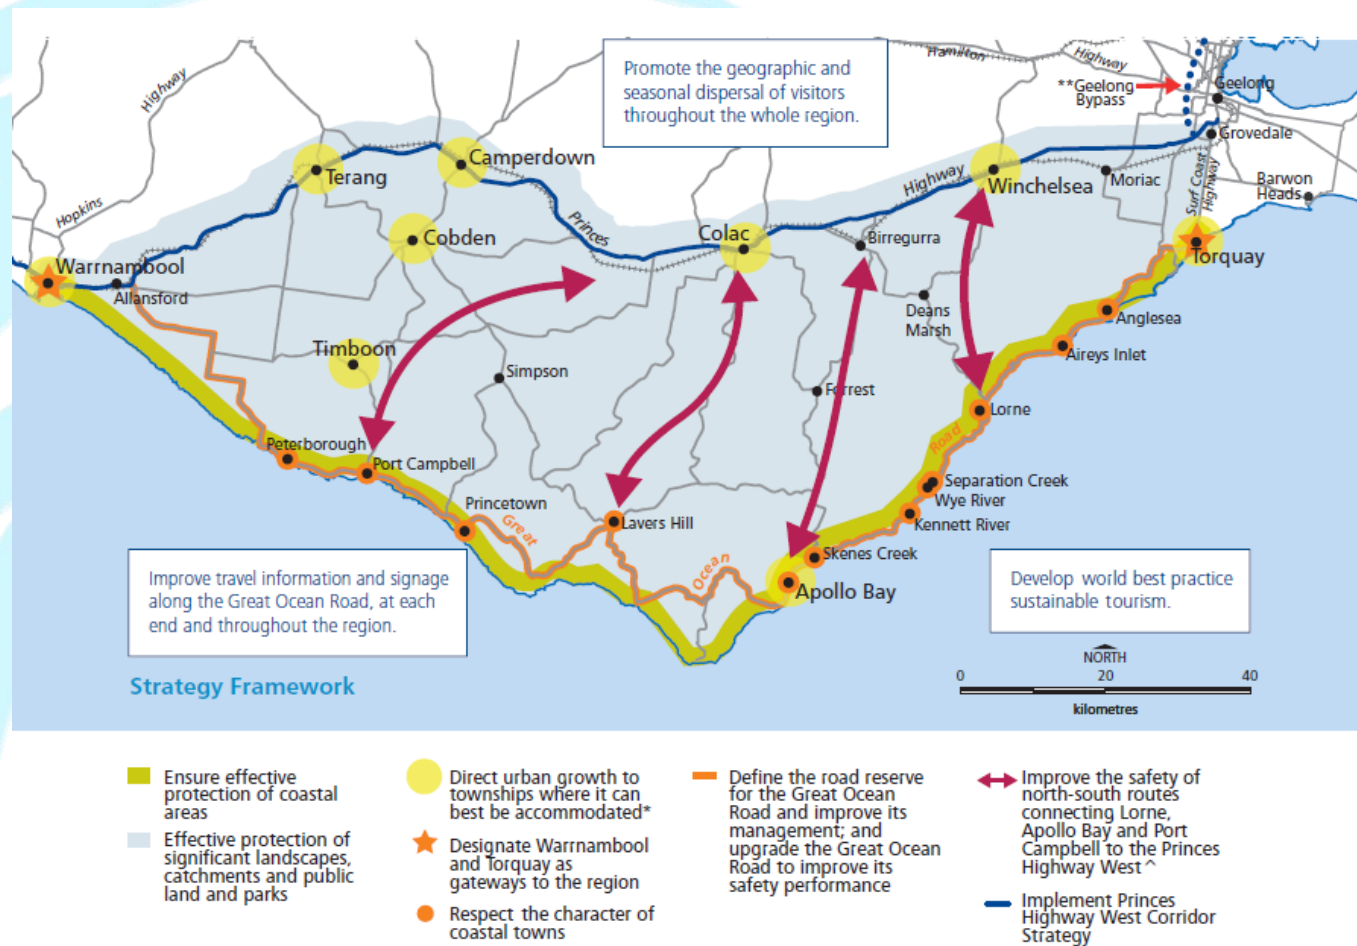 Promote the geographic and
seasonal dispersal of visitors
throughout the whole region.
Hamilton
Highway
**Geelong
Bypass
Geelong
Grovedale
Highway
Hopkins
Terang
Camperdown
Cobden
Princes
Colac
Birregurra
Highway
Winchelsea
Moriac
Surf Coast
Highway
Barwon
Heads
Torquay
Warrnambool
Allansford
Timboon
Simpson
Deans
Marsh
Forrest
Anglesea
Aireys Inlet
Lorne
Road
Peterborough
Port Campbell
Princetown
Great
Lavers Hill
Ocean
Separation Creek
Wye River
Kennett River
Skenes Creek
Apollo Bay
Improve travel information and signage
along the Great Ocean Road, at each
end and throughout the region.
Develop world best practice
sustainable tourism.
Strategy Framework
NORTH
0 20 40
kilometres
Ensure effective
protection of coastal
areas
Effective protection of
significant landscapes,
catchments and public
land and parks
Direct urban growth to
townships where it can
best be accommodated*
Designate Warrnambool
and Torquay as
gateways to the region
Respect the character of
coastal towns
Define the road reserve
for the Great Ocean
Road and improve its
management; and
upgrade the Great Ocean
Road to improve its
safety performance
Improve the safety of
north-south routes
connecting Lorne,
Apollo Bay and Port
Campbell to the Princes
Highway West^
Implement Princes
Highway West Corridor
Strategy